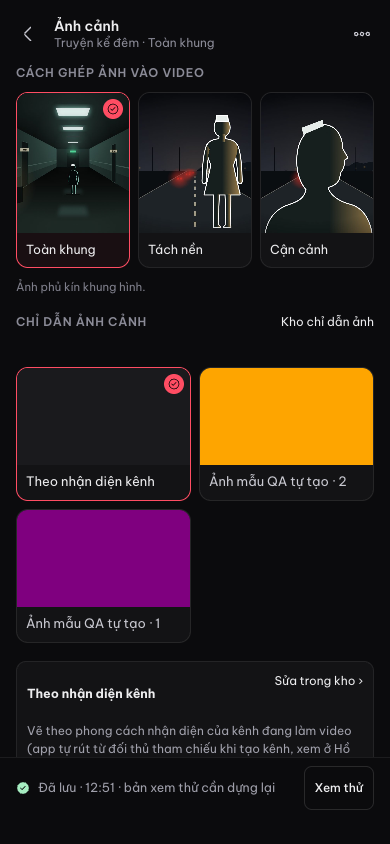 Ảnh cảnh
Truyện kể đêm · Toàn khung
CÁCH GHÉP ẢNH VÀO VIDEO
Toàn khung
Tách nền
Cận cảnh
Ảnh phủ kín khung hình.
CHỈ DẪN ẢNH CẢNH
Kho chỉ dẫn ảnh
Theo nhận diện kênh
Ảnh mẫu QA tự tạo · 2
Ảnh mẫu QA tự tạo · 1
Sửa trong kho ›
Theo nhận diện kênh
Vẽ theo phong cách nhận diện của kênh đang làm video
(app tự rút từ đối thủ tham chiếu khi tạo kênh, xem ở Hồ
Đã lưu · 12:51 · bản xem thử cần dựng lại
Xem thử